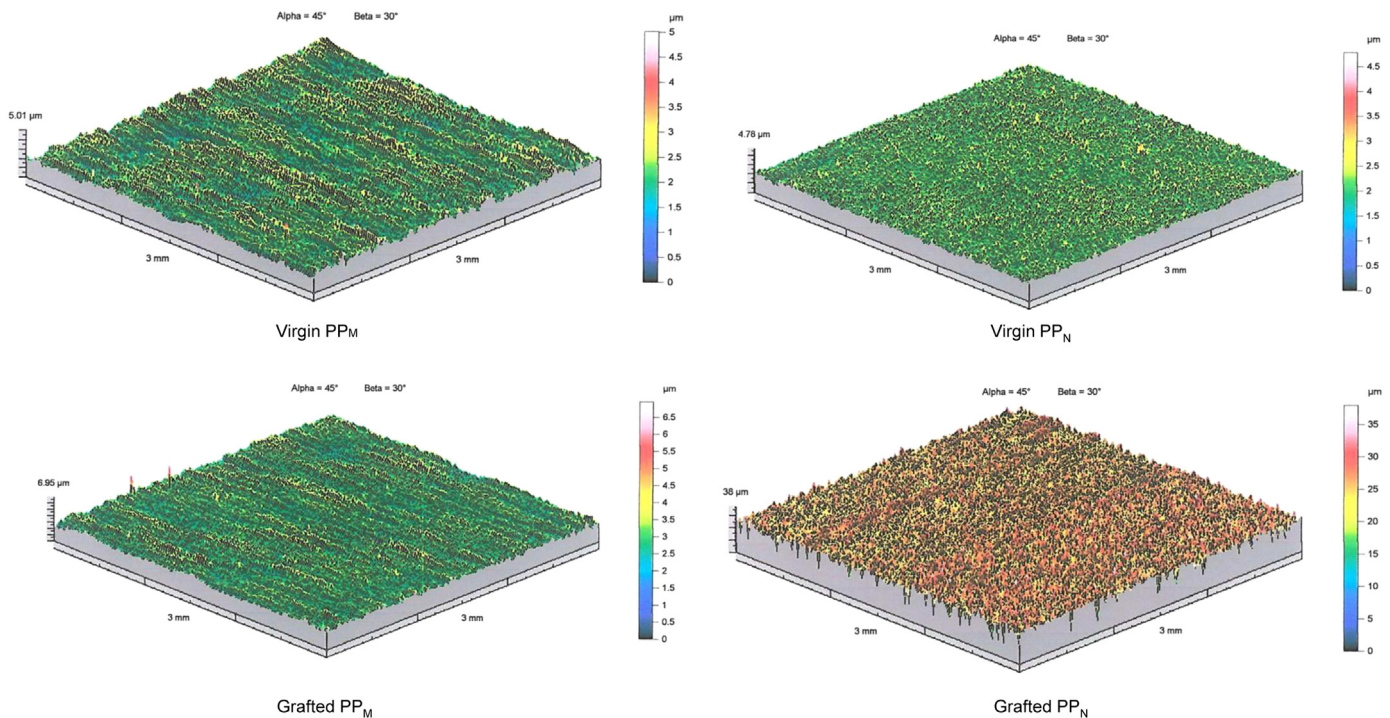 Alpha = 45° Beta = 30°
µm
5
4.5
4
3.5
3
2.5
2
1.5
1
0.5
0
5.01 µm
3 mm
3 mm
Virgin PPM
Alpha = 45° Beta = 30°
µm
4.5
4
3.5
3
2.5
2
1.5
1
0.5
0
4.78 µm
3 mm
3 mm
Virgin PPN
Alpha = 45° Beta = 30°
µm
6.5
6
5.5
5
4.5
4
3.5
3
2.5
2
1.5
1
0.5
0
6.95 µm
3 mm
3 mm
Grafted PPM
Alpha = 45° Beta = 30°
µm
35
30
25
20
15
10
5
0
38 µm
3 mm
3 mm
Grafted PPN